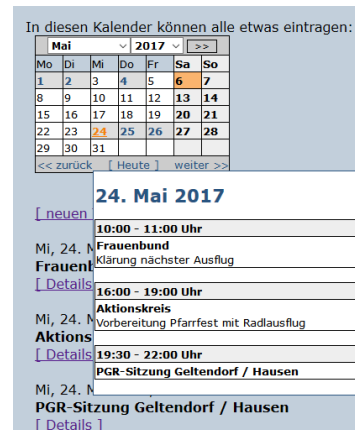 In diesen Kalender können alle etwas eintragen:
Mai 2017 >>
Mo Di Mi Do Fr Sa So
1 2 3 4 5 6 7
8 9 10 11 12 13 14
15 16 17 18 19 20 21
22 23 24 25 26 27 28
29 30 31
<< zurück [ Heute ] weiter >>
24. Mai 2017
10:00 - 11:00 Uhr
Frauenbund
Klärung nächster Ausflug
16:00 - 19:00 Uhr
Aktionskreis
Vorbereitung Pfarrfest mit Radlausflug
19:30 - 22:00 Uhr
PGR-Sitzung Geltendorf / Hausen
[ neuen
Mi, 24.
[ Details
Mi, 24.
Aktions
[ Details
Mi, 24.
PGR-Sitzung Geltendorf / Hausen
[ Details ]